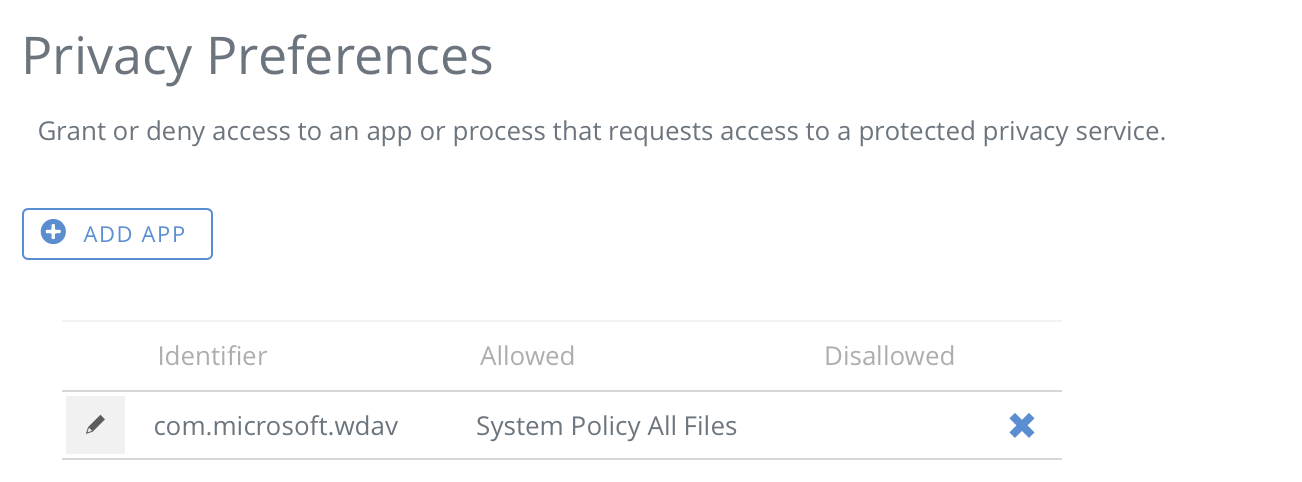 Privacy Preferences
Grant or deny access to an app or process that requests access to a protected privacy service.
ADD APP
Identifier Allowed Disallowed
com.microsoft.wdav System Policy All Files